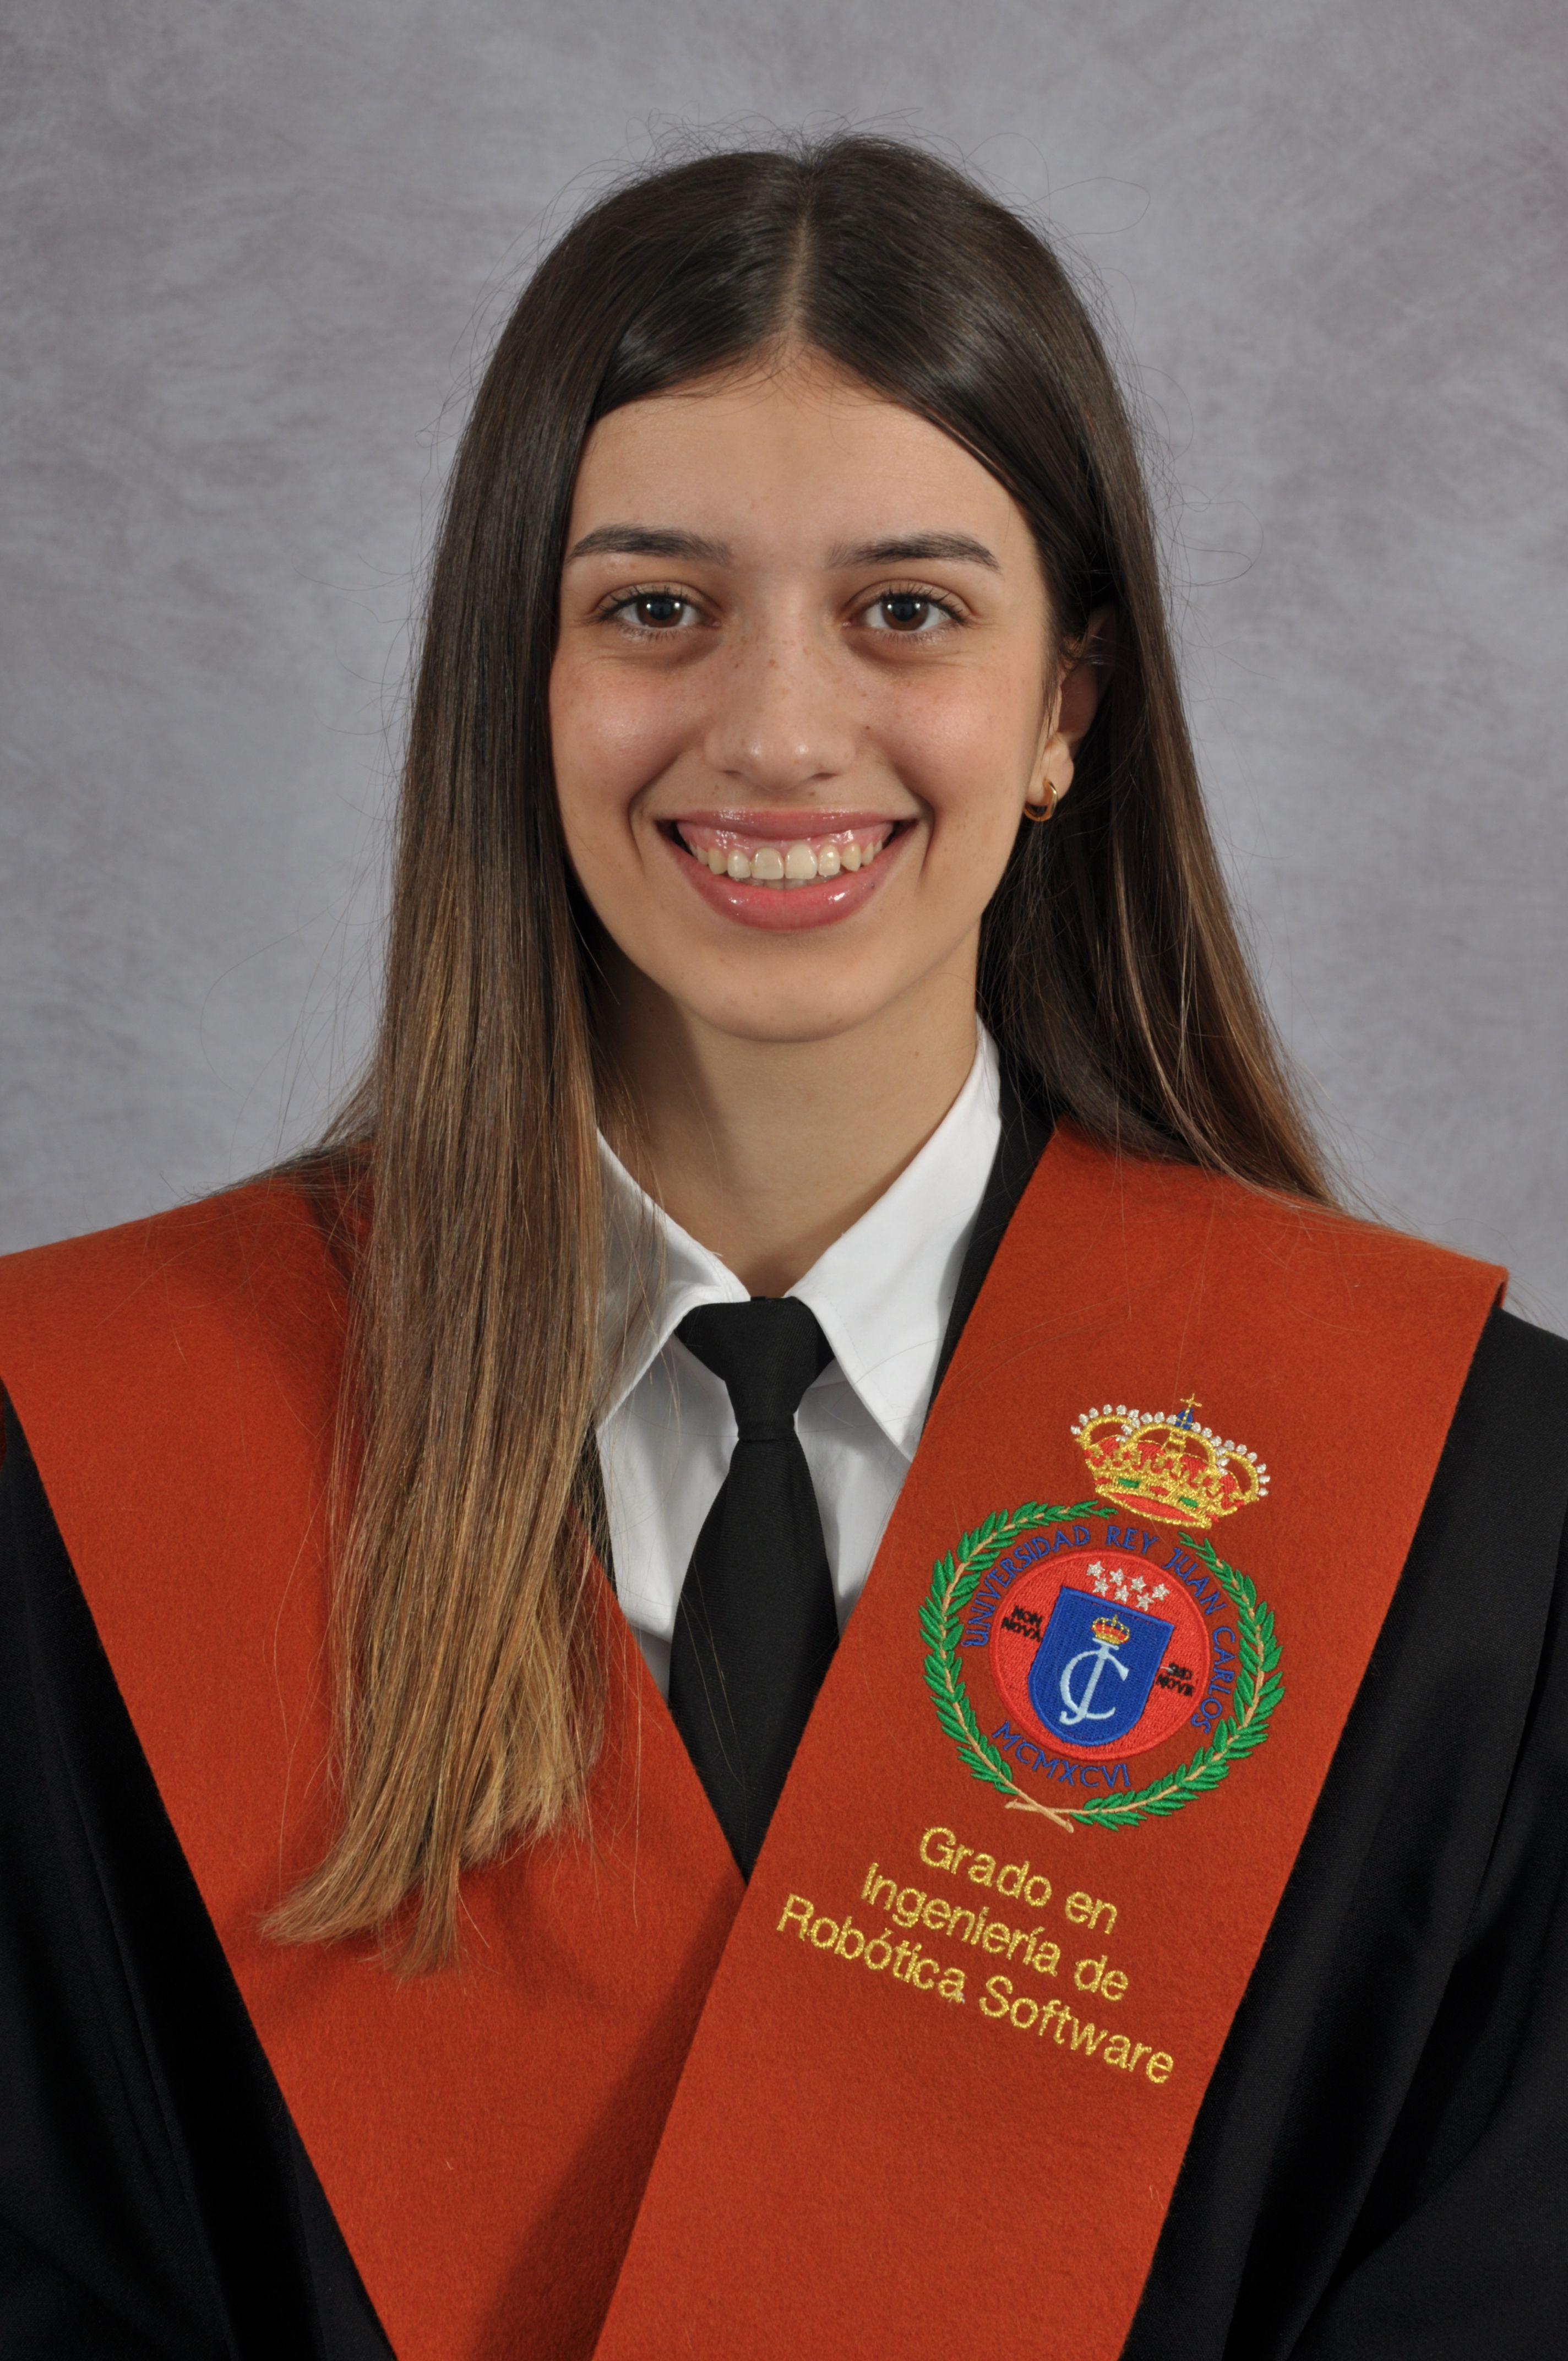 UNIVERSIDAD REY JUAN CARLOS
NON
NOVA
SED
NOVE
MCMXCVI
Grado en
Ingeniería de
Robótica Software